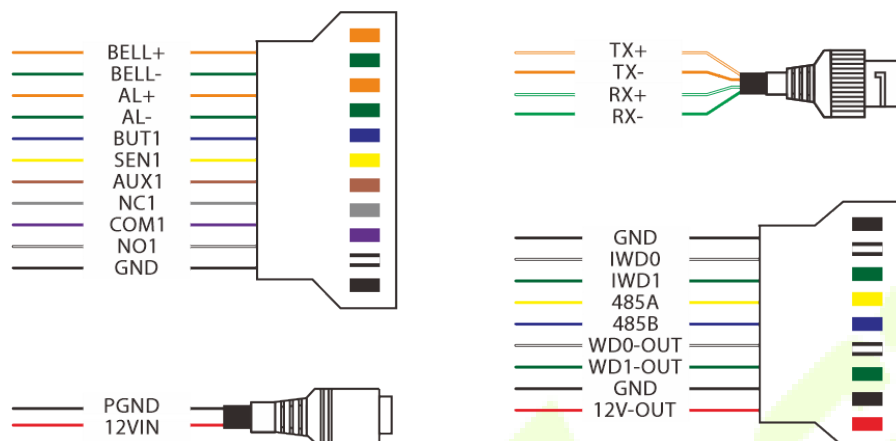 BELL+
BELL-
AL+
AL-
BUT1
SEN1
AUX1
NC1
COM1
NO1
GND
PGND
12VIN
TX+
TX-
RX+
RX-
GND
IWD0
IWD1
485A
485B
WD0-OUT
WD1-OUT
GND
12V-OUT